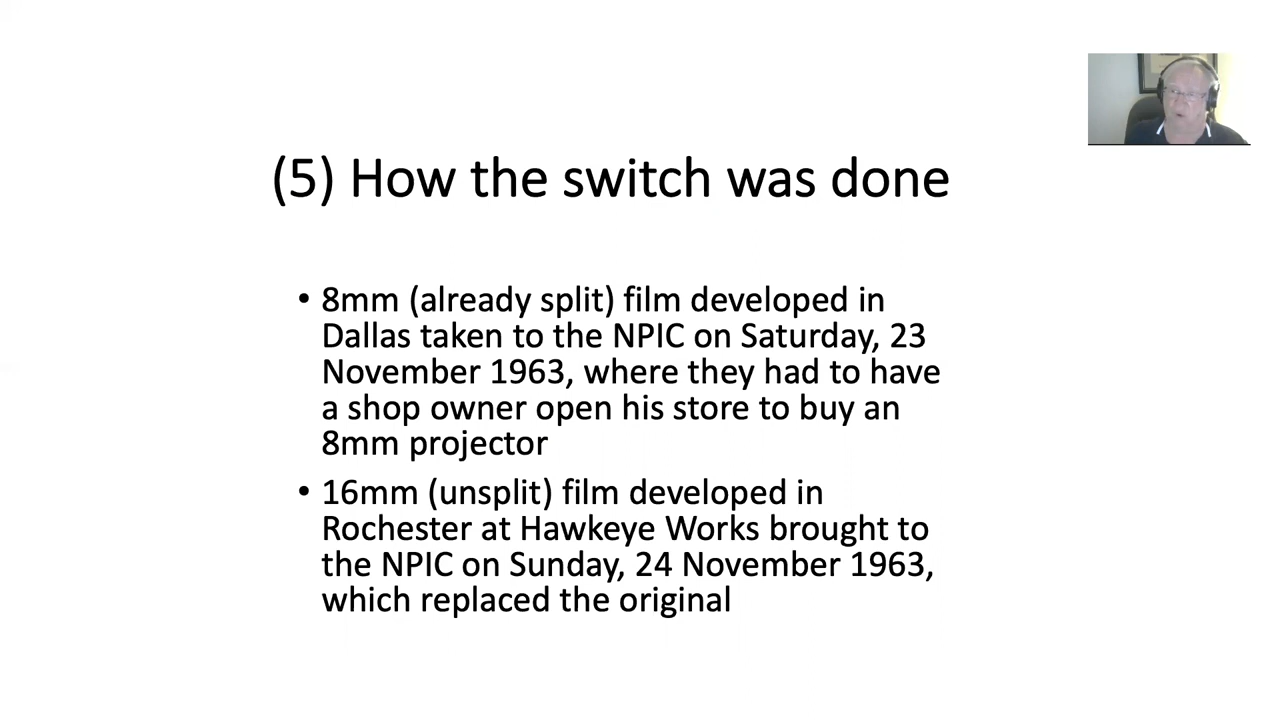 (5) How the switch was done
• 8mm (already split) film developed in
Dallas taken to the NPIC on Saturday, 23
November 1963, where they had to have
a shop owner open his store to buy an
8mm projector
• 16mm (unsplit) film developed in
Rochester at Hawkeye Works brought to
the NPIC on Sunday, 24 November 1963,
which replaced the original